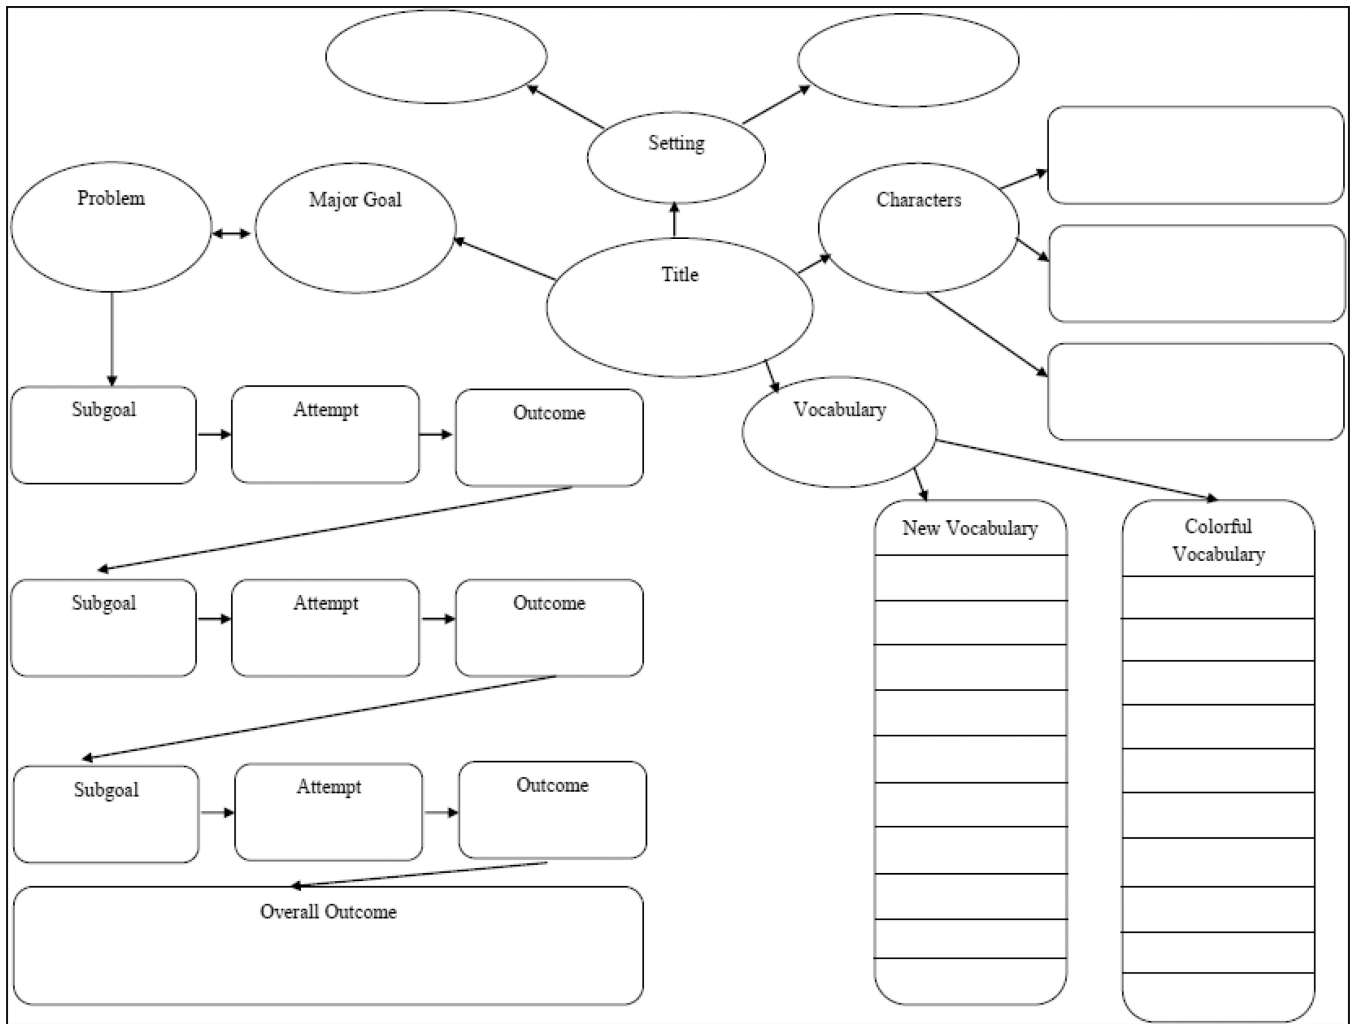 Setting
Problem
Major Goal
Characters
Title
Subgoal
Attempt
Outcome
Vocabulary
New Vocabulary
Colorful
Vocabulary
Subgoal
Attempt
Outcome
Subgoal
Attempt
Outcome
Overall Outcome